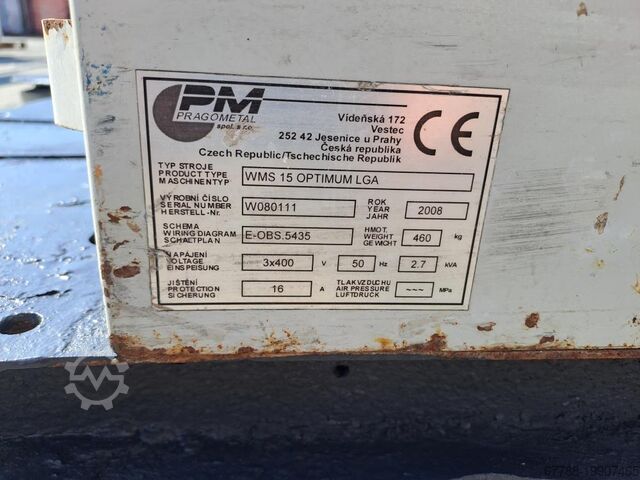 PM
PRAGOMETAL
spol. s r.o.
Vídeňská 172
Vestec
252 42 Jesenice u Prahy
Česká republika
Czech Republic/Tschechische Republik
CE
TYP STROJE
PRODUCT TYPE
MASCHINENTYP
WMS 15 OPTIMUM LGA
VÝROBNÍ ČÍSLO
SERIAL NUMBER
HERSTELL-Nr.
W080111
ROK
YEAR
JAHR
2008
SCHEMA
WIRING DIAGRAM
SCHALTPLAN
E-OBS.5435
HMOT.
WEIGHT
GEWICHT
460 kg
NAPÁJENÍ
VOLTAGE
EINSPEISUNG
3x400 V 50 Hz 2.7 kVA
JIŠTĚNÍ
PROTECTION
SICHERUNG
16 A
TLAK VZDUCHU
AIR PRESSURE
LUFTDRUCK
~~~ MPa